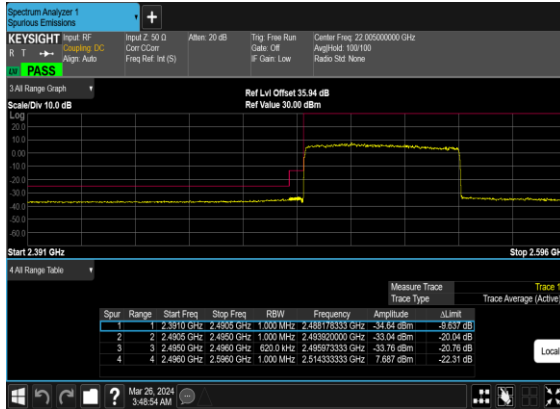 Spectrum Analyzer 1
Spurious Emissions
+
KEYSIGHT Input: RF Input Z: 50 Ω Atten: 20 dB Trig: Free Run Center Freq: 22.005000000 GHz
R T Coupling: DC Corr CCorr Gate: Off Avg|Hold: 100/100
Align: Auto Freq Ref: Int (S) IF Gain: Low Radio Std: None
PASS
3 All Range Graph Ref Lvl Offset 35.94 dB
Scale/Div 10.0 dB Ref Value 30.00 dBm
Log
20.0
10.0
0.00
-10.0
-20.0
-30.0
-40.0
-50.0
-60.0
Start 2.391 GHz Stop 2.596 GH
4 All Range Table
Measure Trace Trace 1
Trace Type Trace Average (Active)
Spur Range Start Freq Stop Freq RBW Frequency Amplitude ΔLimit
1 1 2.3910 GHz 2.4905 GHz 1.000 MHz 2.488178333 GHz -34.64 dBm -9.637 dB
2 2 2.4905 GHz 2.4950 GHz 1.000 MHz 2.493920000 GHz -33.04 dBm -20.04 dB
3 3 2.4950 GHz 2.4960 GHz 620.0 kHz 2.495973333 GHz -33.76 dBm -20.76 dB
4 4 2.4960 GHz 2.5960 GHz 1.000 MHz 2.514333333 GHz 7.687 dBm -22.31 dB
Local
? Mar 26, 2024
3:48:54 AM